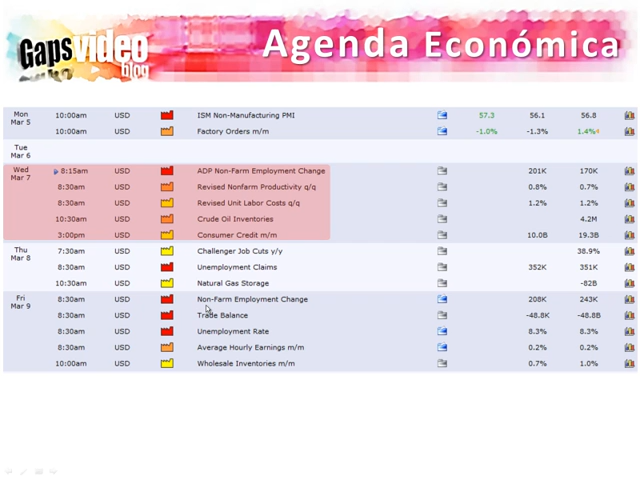 Gapsvideo
blog
Agenda Económica
Mon Mar 5 10:00am USD ISM Non-Manufacturing PMI 57.3 56.1 56.8
10:00am USD Factory Orders m/m -1.0% -1.3% 1.4%
Tue Mar 6
Wed Mar 7 8:15am USD ADP Non-Farm Employment Change 201K 170K
8:30am USD Revised Nonfarm Productivity q/q 0.8% 0.7%
8:30am USD Revised Unit Labor Costs q/q 1.2% 1.2%
10:30am USD Crude Oil Inventories 4.2M
3:00pm USD Consumer Credit m/m 10.0B 19.3B
Thu Mar 8 7:30am USD Challenger Job Cuts y/y 38.9%
8:30am USD Unemployment Claims 352K 351K
10:30am USD Natural Gas Storage -82B
Fri Mar 9 8:30am USD Non-Farm Employment Change 208K 243K
8:30am USD Trade Balance -48.8K -48.8B
8:30am USD Unemployment Rate 8.3% 8.3%
8:30am USD Average Hourly Earnings m/m 0.2% 0.2%
10:00am USD Wholesale Inventories m/m 0.7% 1.0%